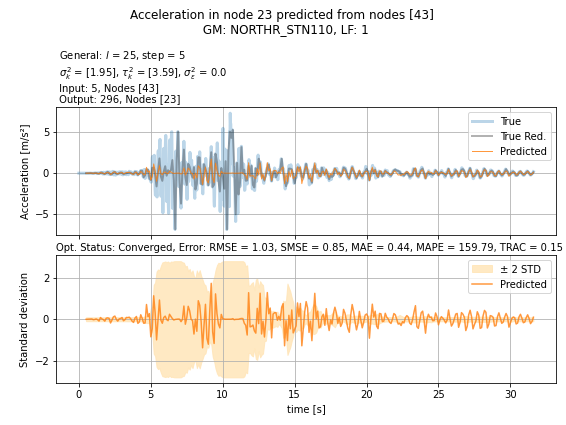 Acceleration in node 23 predicted from nodes [43]
GM: NORTHR_STN110, LF: 1
General: l = 25, step = 5
σ²ₖ = [1.95], τ²ₖ = [3.59], σ²ε = 0.0
Input: 5, Nodes [43]
Output: 296, Nodes [23]
Acceleration [m/s²]
5
0
−5
True
True Red.
Predicted
Opt. Status: Converged, Error: RMSE = 1.03, SMSE = 0.85, MAE = 0.44, MAPE = 159.79, TRAC = 0.15
Standard deviation
2
0
−2
± 2 STD
Predicted
0 5 10 15 20 25 30
time [s]